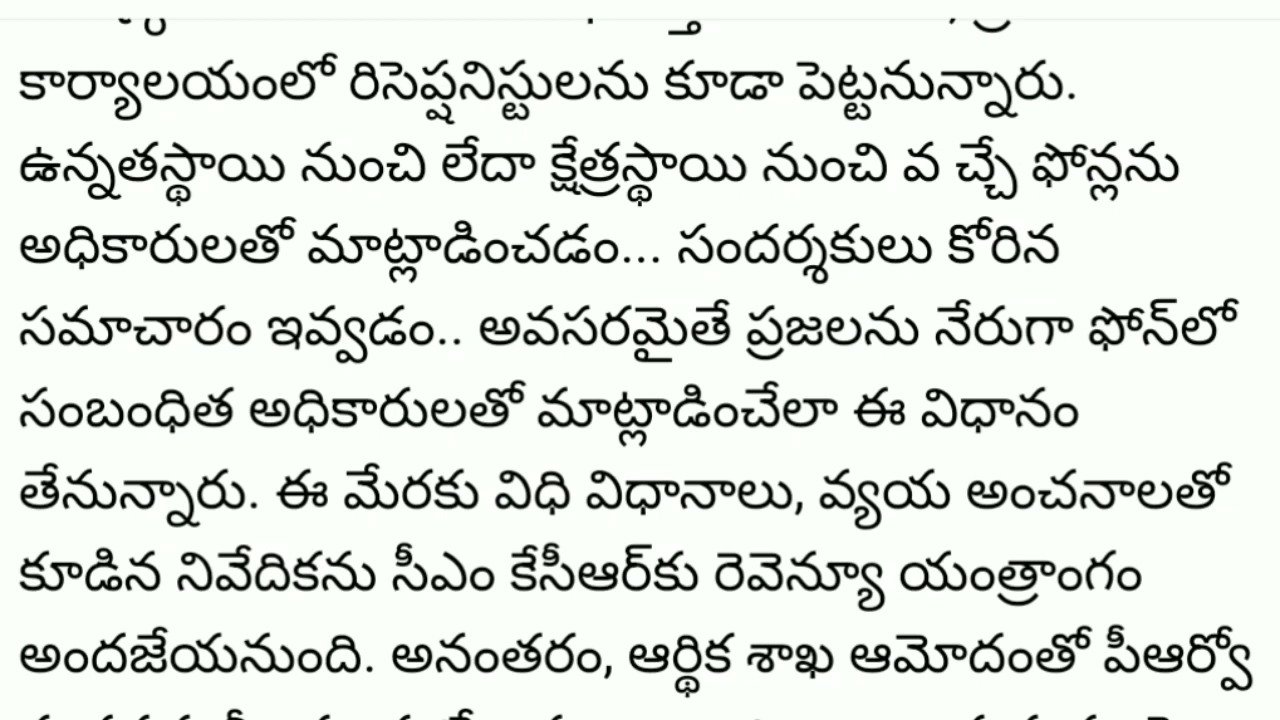 కార్యాలయంలో రిసెప్షనిస్టులను కూడా పెట్టనున్నారు.
ఉన్నతస్థాయి నుంచి లేదా క్షేత్రస్థాయి నుంచి వ చ్చే ఫోన్లను
అధికారులతో మాట్లాడించడం... సందర్శకులు కోరిన
సమాచారం ఇవ్వడం.. అవసరమైతే ప్రజలను నేరుగా ఫోన్‌లో
సంబంధిత అధికారులతో మాట్లాడించేలా ఈ విధానం
తేనున్నారు. ఈ మేరకు విధి విధానాలు, వ్యయ అంచనాలతో
కూడిన నివేదికను సీఎం కేసీఆర్‌కు రెవెన్యూ యంత్రాంగం
అందజేయనుంది. అనంతరం, ఆర్థిక శాఖ ఆమోదంతో పీఆర్వో